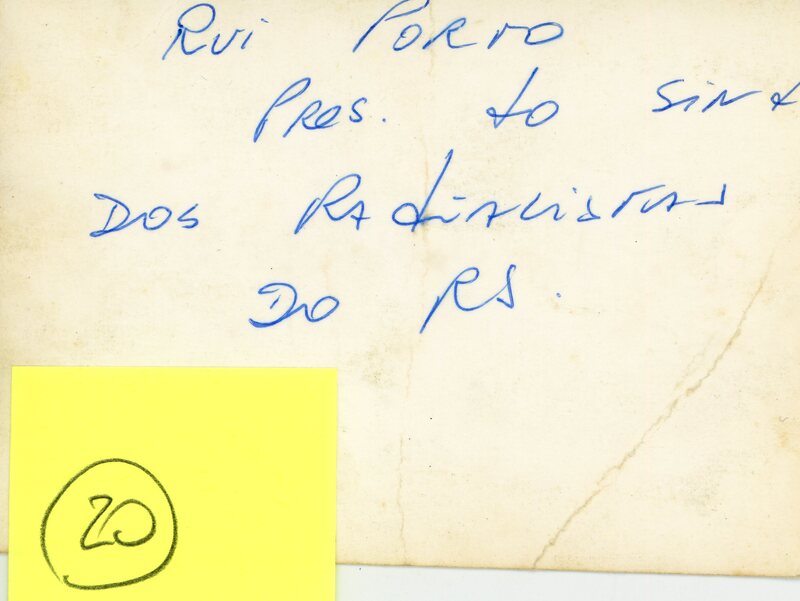 Rui Porto
Pres. do Sind
dos Radialistas
do RS.
20